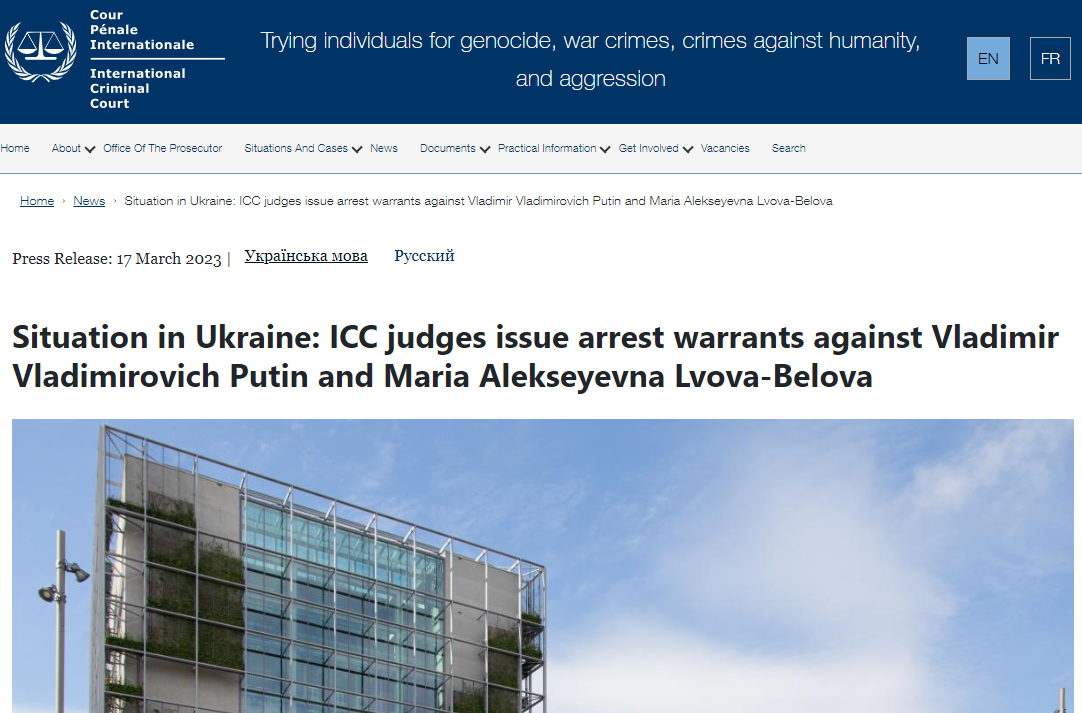 Cour
Pénale
Internationale
International
Criminal
Court
Trying individuals for genocide, war crimes, crimes against humanity,
and aggression
EN
FR
Home About Office Of The Prosecutor Situations And Cases News Documents Practical Information Get Involved Vacancies Search
Home › News › Situation in Ukraine: ICC judges issue arrest warrants against Vladimir Vladimirovich Putin and Maria Alekseyevna Lvova-Belova
Press Release: 17 March 2023 | Українська мова Русский
Situation in Ukraine: ICC judges issue arrest warrants against Vladimir
Vladimirovich Putin and Maria Alekseyevna Lvova-Belova